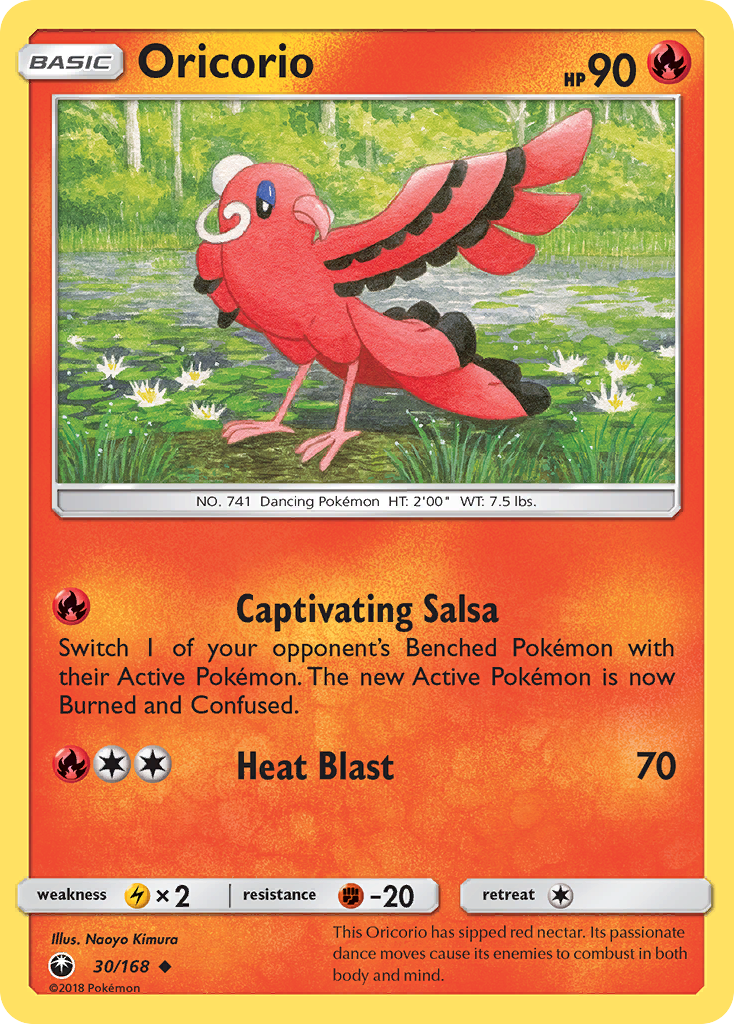 BASIC Oricorio HP 90
NO. 741 Dancing Pokémon HT: 2'00" WT: 7.5 lbs.
Captivating Salsa
Switch 1 of your opponent's Benched Pokémon with
their Active Pokémon. The new Active Pokémon is now
Burned and Confused.
Heat Blast 70
weakness ×2 resistance -20 retreat
Illus. Naoyo Kimura
30/168
©2018 Pokémon
This Oricorio has sipped red nectar. Its passionate
dance moves cause its enemies to combust in both
body and mind.